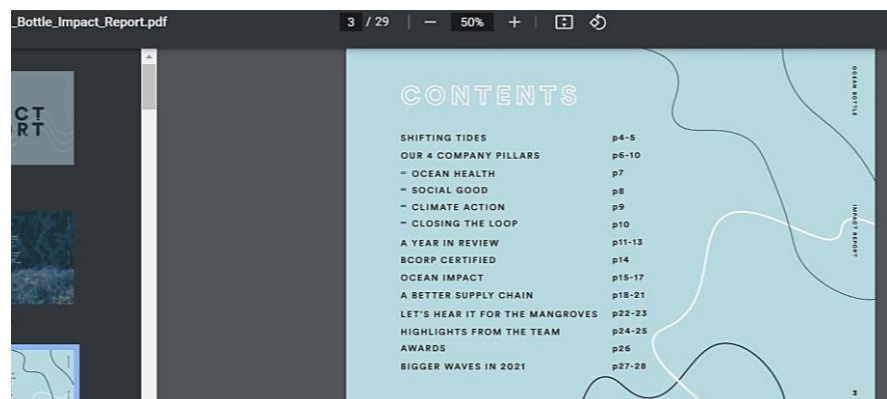 _Bottle_Impact_Report.pdf
3 / 29 | − 50% + |
CT
RT
CONTENTS
SHIFTING TIDES p4-5
OUR 4 COMPANY PILLARS p6-10
– OCEAN HEALTH p7
– SOCIAL GOOD p8
– CLIMATE ACTION p9
– CLOSING THE LOOP p10
A YEAR IN REVIEW p11-13
BCORP CERTIFIED p14
OCEAN IMPACT p15-17
A BETTER SUPPLY CHAIN p18-21
LET'S HEAR IT FOR THE MANGROVES p22-23
HIGHLIGHTS FROM THE TEAM p24-25
AWARDS p26
BIGGER WAVES IN 2021 p27-28
OCEAN BOTTLE
IMPACT REPORT
3